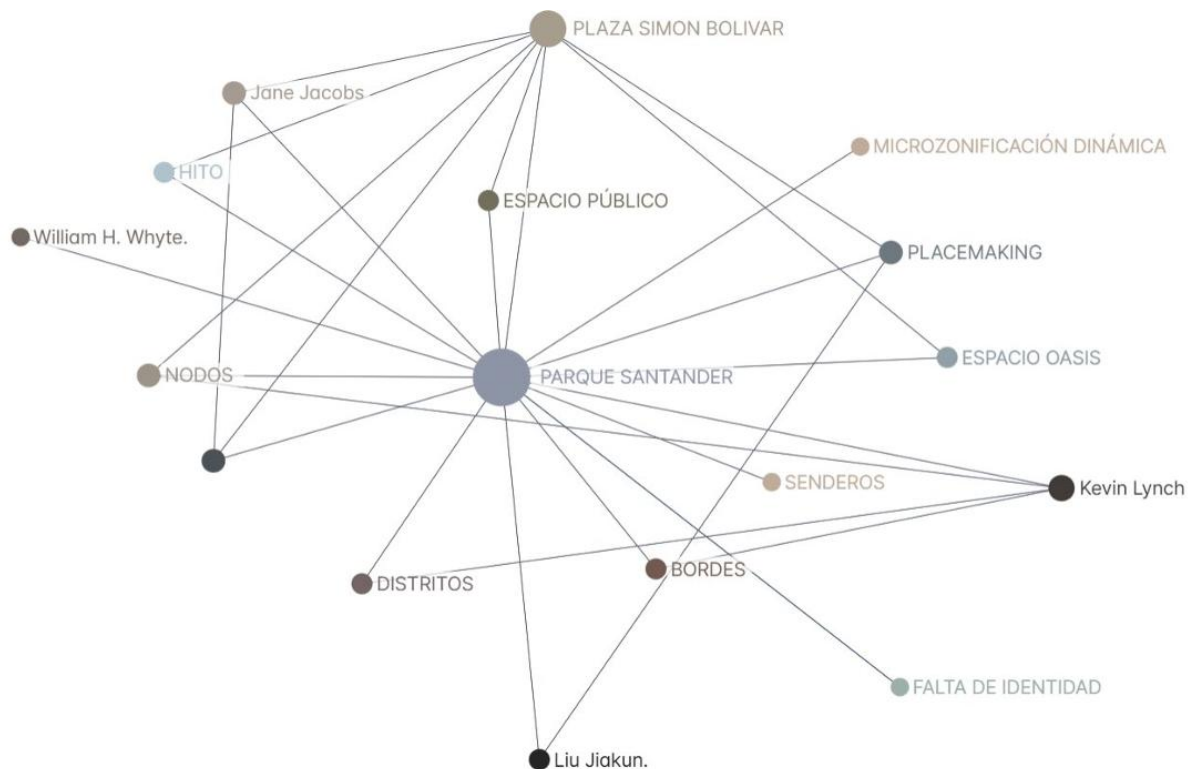 PLAZA SIMON BOLIVAR
Jane Jacobs
MICROZONIFICACIÓN DINÁMICA
HITO
ESPACIO PÚBLICO
William H. Whyte.
PLACEMAKING
ESPACIO OASIS
NODOS
PARQUE SANTANDER
SENDEROS
Kevin Lynch
BORDES
DISTRITOS
FALTA DE IDENTIDAD
Liu Jiakun.